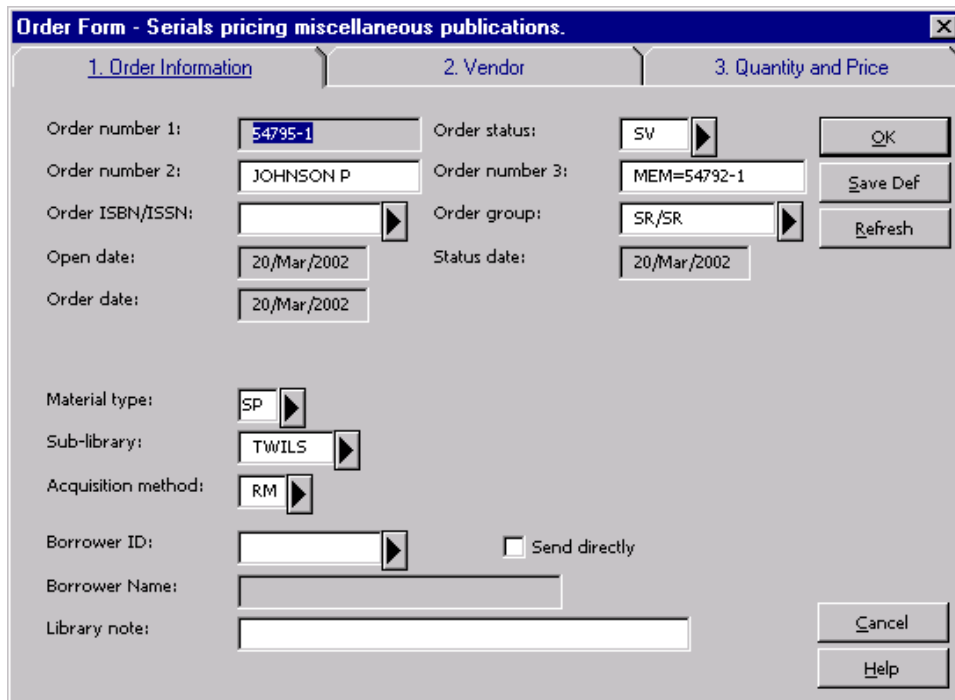 Order Form - Serials pricing miscellaneous publications.
1. Order Information 2. Vendor 3. Quantity and Price
Order number 1: 54795-1 Order status: SV OK
Order number 2: JOHNSON P Order number 3: MEM=54792-1 Save Def
Order ISBN/ISSN: Order group: SR/SR Refresh
Open date: 20/Mar/2002 Status date: 20/Mar/2002
Order date: 20/Mar/2002
Material type: SP
Sub-library: TWILS
Acquisition method: RM
Borrower ID: Send directly
Borrower Name:
Library note: Cancel
Help